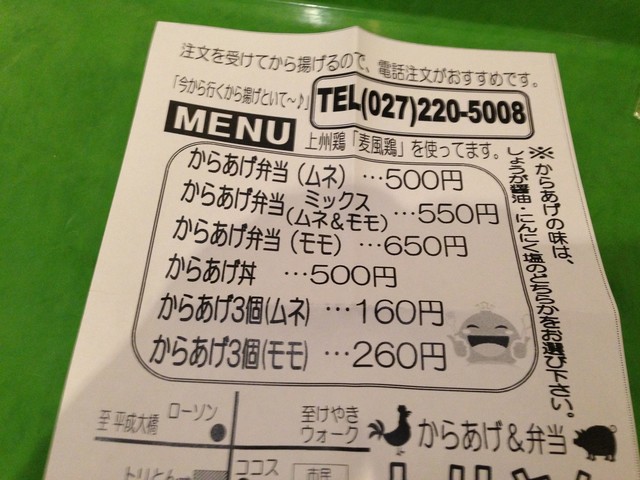 注文を受けてから揚げるので、電話注文がおすすめです。
「今から行くから揚げといて～♪」
TEL(027)220-5008
MENU
上州鶏「麦風鶏」を使ってます。
からあげ弁当(ムネ) …500円
からあげ弁当 ミックス(ムネ&モモ) …550円
からあげ弁当(モモ) …650円
からあげ丼 …500円
からあげ3個(ムネ) …160円
からあげ3個(モモ) …260円
※からあげの味は、
しょうが醤油・にんにく塩のどちらかをお選び下さい。
至 平成大橋
ローソン
至けやき
ウォーク
からあげ&弁当
ココス